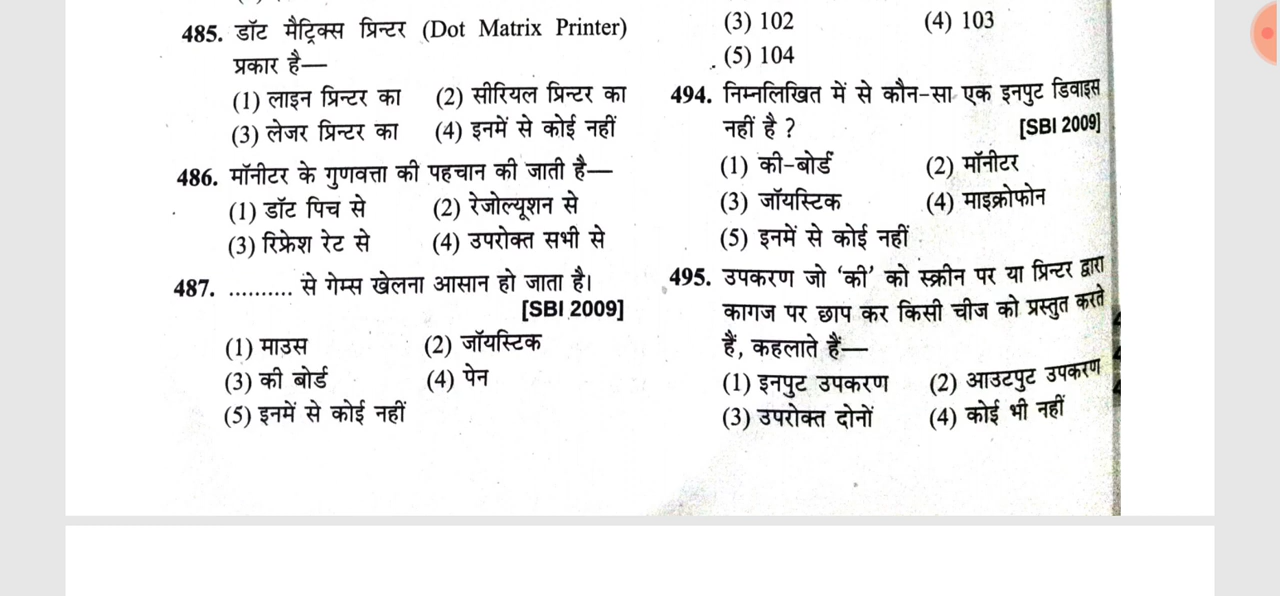 485. डॉट मैट्रिक्स प्रिन्टर (Dot Matrix Printer)
प्रकार है—
(1) लाइन प्रिन्टर का (2) सीरियल प्रिन्टर का
(3) लेजर प्रिन्टर का (4) इनमें से कोई नहीं
486. मॉनीटर के गुणवत्ता की पहचान की जाती है—
(1) डॉट पिच से (2) रेजोल्यूशन से
(3) रिफ्रेश रेट से (4) उपरोक्त सभी से
487. .......... से गेम्स खेलना आसान हो जाता है।
[SBI 2009]
(1) माउस (2) जॉयस्टिक
(3) की बोर्ड (4) पेन
(5) इनमें से कोई नहीं
(3) 102 (4) 103
(5) 104
494. निम्नलिखित में से कौन-सा एक इनपुट डिवाइस
नहीं है ? [SBI 2009]
(1) की-बोर्ड (2) मॉनीटर
(3) जॉयस्टिक (4) माइक्रोफोन
(5) इनमें से कोई नहीं
495. उपकरण जो ‘की’ को स्क्रीन पर या प्रिन्टर द्वारा
कागज पर छाप कर किसी चीज को प्रस्तुत करते
हैं, कहलाते हैं—
(1) इनपुट उपकरण (2) आउटपुट उपकरण
(3) उपरोक्त दोनों (4) कोई भी नहीं